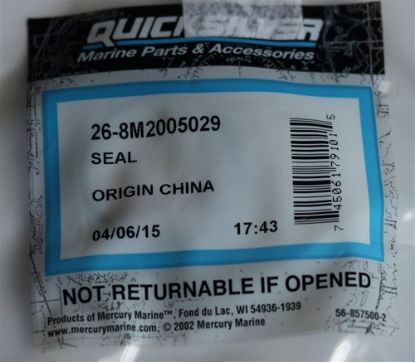 QUICKSILVER
Marine Parts & Accessories
26-8M2005029
SEAL
ORIGIN CHINA
04/06/15 17:43
7 45061 79101 5
NOT-RETURNABLE IF OPENED
Products of Mercury Marine™, Fond du Lac, WI 54936-1939
www.mercurymarine.com, © 2002 Mercury Marine 56-857500-2